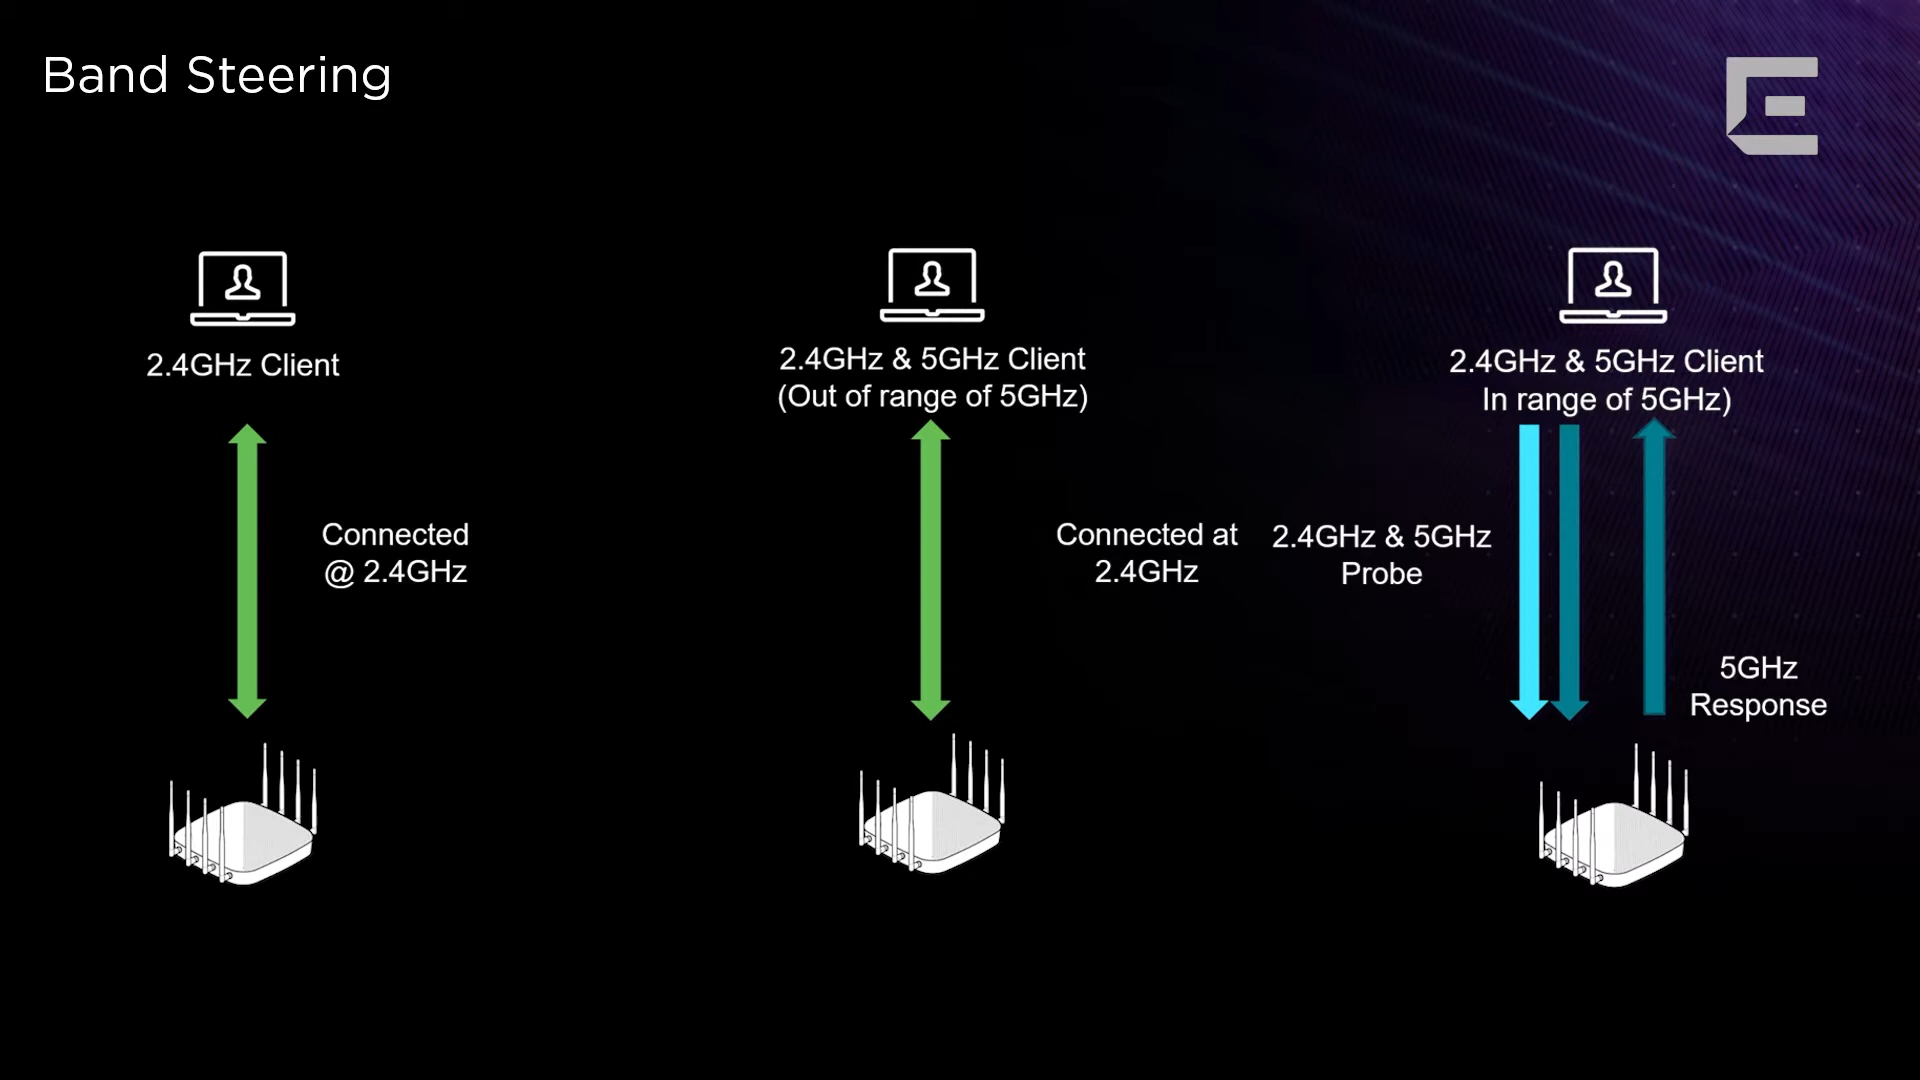 Band Steering
2.4GHz Client
Connected
@ 2.4GHz
2.4GHz & 5GHz Client
(Out of range of 5GHz)
Connected at
2.4GHz
2.4GHz & 5GHz Client
In range of 5GHz)
2.4GHz & 5GHz
Probe
5GHz
Response